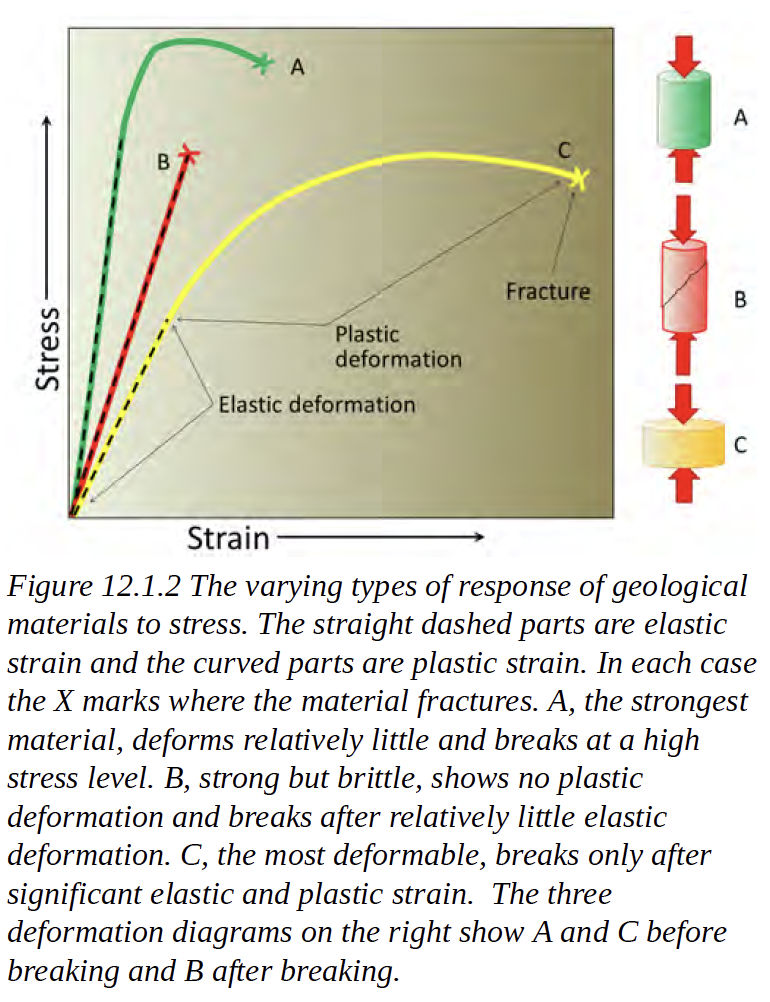 A
B
C
Fracture
Plastic
deformation
Elastic deformation
Stress
Strain
A
B
C
Figure 12.1.2 The varying types of response of geological
materials to stress. The straight dashed parts are elastic
strain and the curved parts are plastic strain. In each case
the X marks where the material fractures. A, the strongest
material, deforms relatively little and breaks at a high
stress level. B, strong but brittle, shows no plastic
deformation and breaks after relatively little elastic
deformation. C, the most deformable, breaks only after
significant elastic and plastic strain.  The three
deformation diagrams on the right show A and C before
breaking and B after breaking.